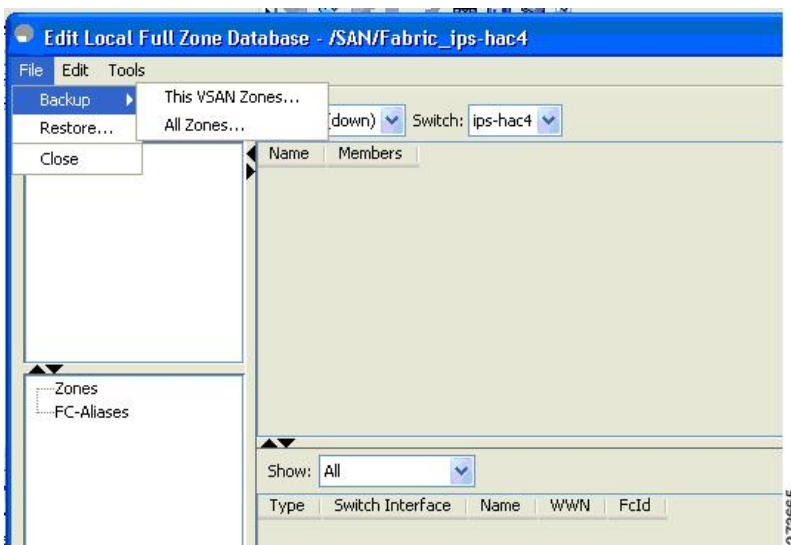 Edit Local Full Zone Database - /SAN/Fabric_ips-hac4
File Edit Tools
Backup This VSAN Zones...
Restore... All Zones...
Close
(down) Switch: ips-hac4
Name Members
Zones
FC-Aliases
Show: All
Type Switch Interface Name WWN FcId